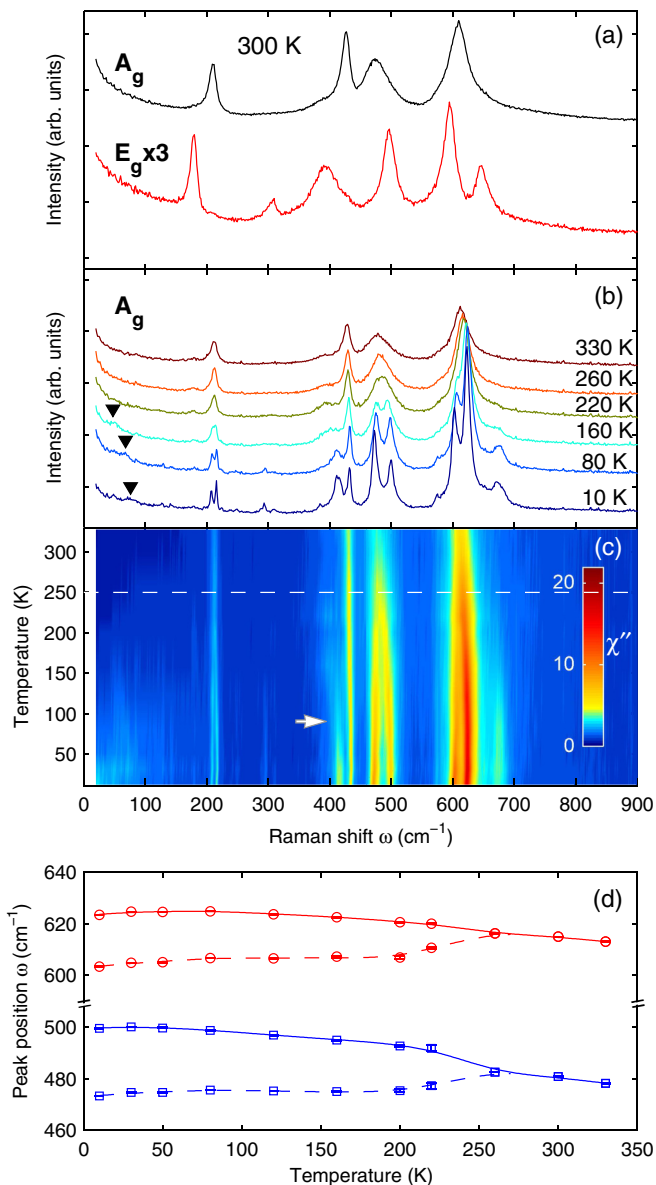 (a)
300 K
A_g
E_g x3
Intensity (arb. units)
(b)
A_g
330 K
260 K
220 K
160 K
80 K
10 K
Intensity (arb. units)
(c)
300
250
200
150
100
50
Temperature (K)
20
10
0
χ″
0 100 200 300 400 500 600 700 800 900
Raman shift ω (cm⁻¹)
(d)
640
620
600
500
480
460
Peak position ω (cm⁻¹)
0 50 100 150 200 250 300 350
Temperature (K)